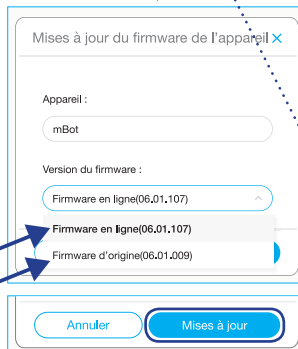 Mises à jour du firmware de l'appareil ×
Appareil :
mBot
Version du firmware :
Firmware en ligne(06.01.107)
Firmware en ligne(06.01.107)
Firmware d'origine(06.01.009)
Annuler
Mises à jour